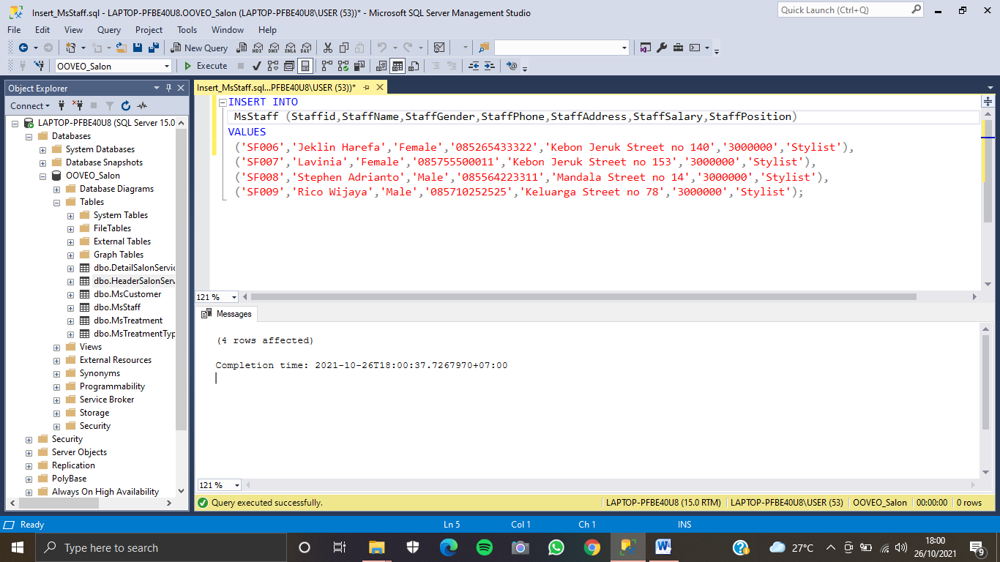 Insert_MsStaff.sql - LAPTOP-PFBE40U8.OOVEO_Salon (LAPTOP-PFBE40U8\USER (53))* - Microsoft SQL Server Management Studio
Quick Launch (Ctrl+Q)
File Edit View Query Project Tools Window Help
New Query MDX DMX XMLA DAX
OOVEO_Salon Execute
Object Explorer
Connect
LAPTOP-PFBE40U8 (SQL Server 15.0
Databases
System Databases
Database Snapshots
OOVEO_Salon
Database Diagrams
Tables
System Tables
FileTables
External Tables
Graph Tables
dbo.DetailSalonServic
dbo.HeaderSalonServ
dbo.MsCustomer
dbo.MsStaff
dbo.MsTreatment
dbo.MsTreatmentTyp
Views
External Resources
Synonyms
Programmability
Service Broker
Storage
Security
Security
Server Objects
Replication
PolyBase
Always On High Availability
Insert_MsStaff.sql...PFBE40U8\USER (53))*
INSERT INTO
MsStaff (Staffid,StaffName,StaffGender,StaffPhone,StaffAddress,StaffSalary,StaffPosition)
VALUES
('SF006','Jeklin Harefa','Female','085265433322','Kebon Jeruk Street no 140','3000000','Stylist'),
('SF007','Lavinia','Female','085755500011','Kebon Jeruk Street no 153','3000000','Stylist'),
('SF008','Stephen Adrianto','Male','085564223311','Mandala Street no 14','3000000','Stylist'),
('SF009','Rico Wijaya','Male','085710252525','Keluarga Street no 78','3000000','Stylist');
121 %
Messages
(4 rows affected)
Completion time: 2021-10-26T18:00:37.7267970+07:00
121 %
Query executed successfully. LAPTOP-PFBE40U8 (15.0 RTM) LAPTOP-PFBE40U8\USER (53) OOVEO_Salon 00:00:00 0 rows
Ready Ln 5 Col 1 Ch 1 INS
Type here to search
27°C
18:00
26/10/2021
9